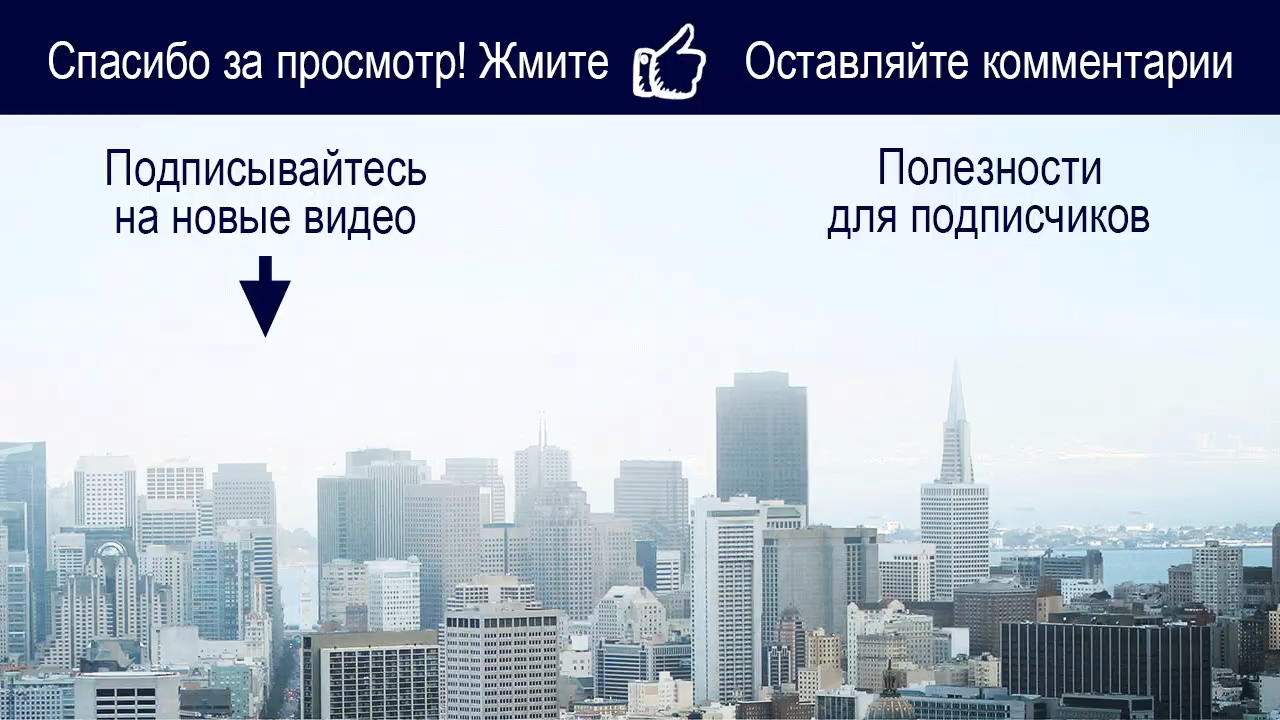 Спасибо за просмотр! Жмите Оставляйте комментарии
Подписывайтесь
на новые видео
Полезности
для подписчиков